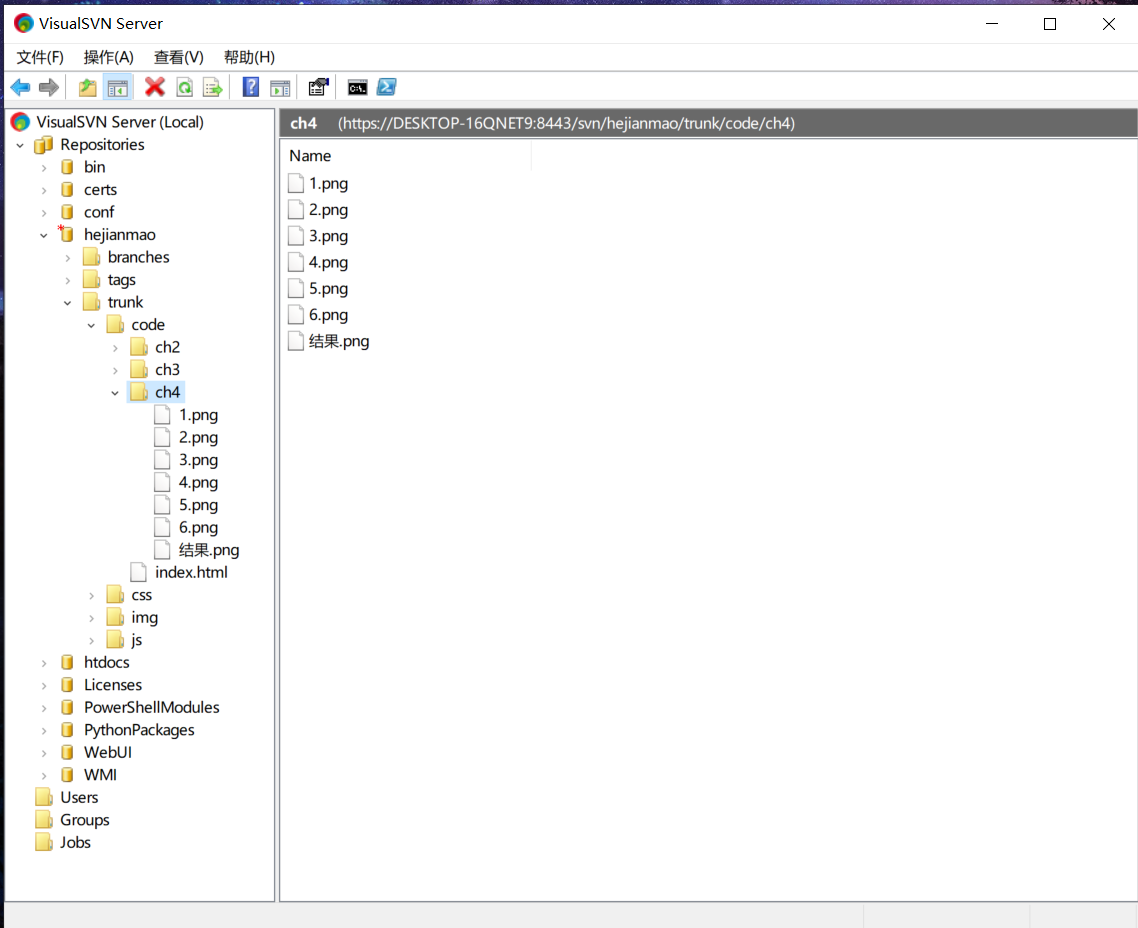 VisualSVN Server
文件(F) 操作(A) 查看(V) 帮助(H)
VisualSVN Server (Local)
Repositories
bin
certs
conf
hejianmao
branches
tags
trunk
code
ch2
ch3
ch4
1.png
2.png
3.png
4.png
5.png
6.png
结果.png
index.html
css
img
js
htdocs
Licenses
PowerShellModules
PythonPackages
WebUI
WMI
Users
Groups
Jobs
ch4 (https://DESKTOP-16QNET9:8443/svn/hejianmao/trunk/code/ch4)
Name
1.png
2.png
3.png
4.png
5.png
6.png
结果.png